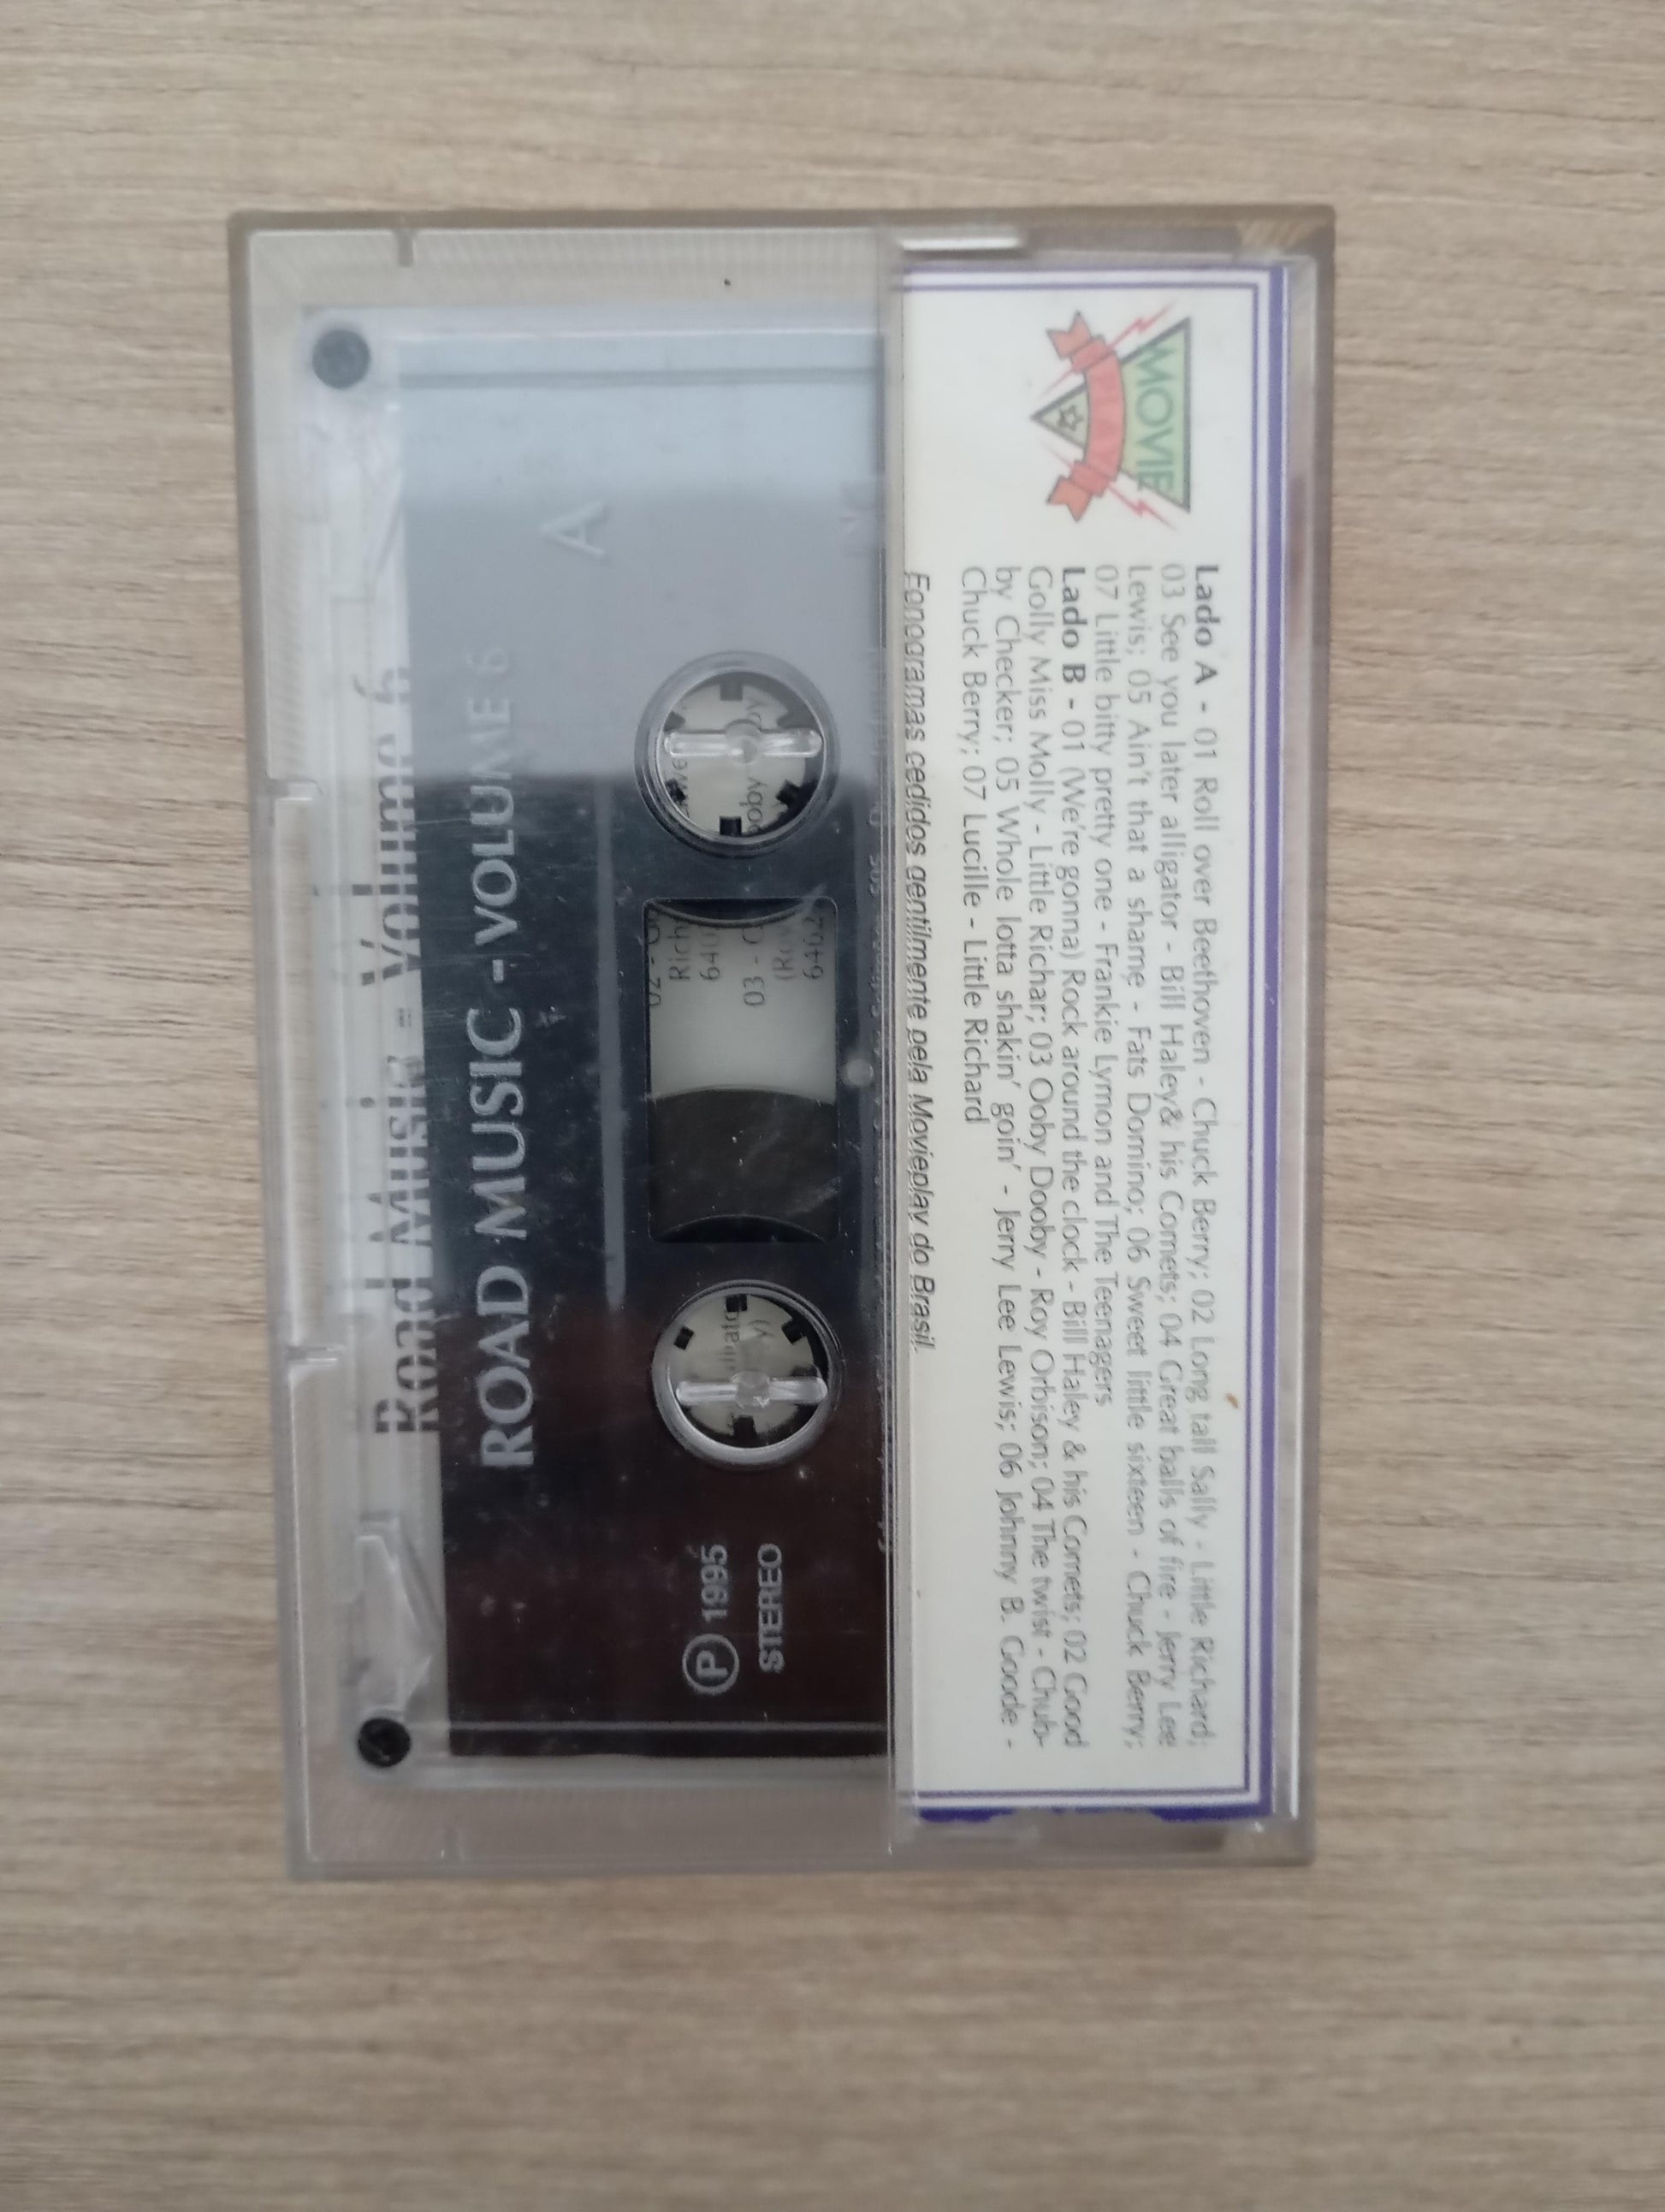 MOVIE
PLAY
Lado A - 01 Roll over Beethoven - Chuck Berry; 02 Long tall Sally - Little Richard;
03 See you later alligator - Bill Haley& his Comets; 04 Great balls of fire - Jerry Lee
Lewis; 05 Ain't that a shame - Fats Domino; 06 Sweet little sixteen - Chuck Berry;
07 Little bitty pretty one - Frankie Lymon and The Teenagers
Lado B - 01 (We're gonna) Rock around the clock - Bill Haley & his Comets; 02 Good
Golly Miss Molly - Little Richar; 03 Ooby Dooby - Roy Orbison; 04 The twist - Chub-
by Checker; 05 Whole lotta shakin' goin' - Jerry Lee Lewis; 06 Johnny B. Goode -
Chuck Berry; 07 Lucille - Little Richard
Fonogramas cedidos gentilmente pela Movieplay do Brasil.
A
ROAD MUSIC - VOLUME 6
P 1995
STEREO
Road Music - Volume 6